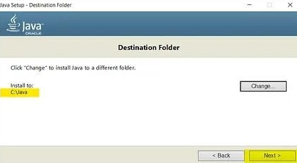 Java Setup - Destination Folder
Java
ORACLE
Destination Folder
Click "Change" to install Java to a different folder.
Install to:
C:\Java
Change...
< Back
Next >